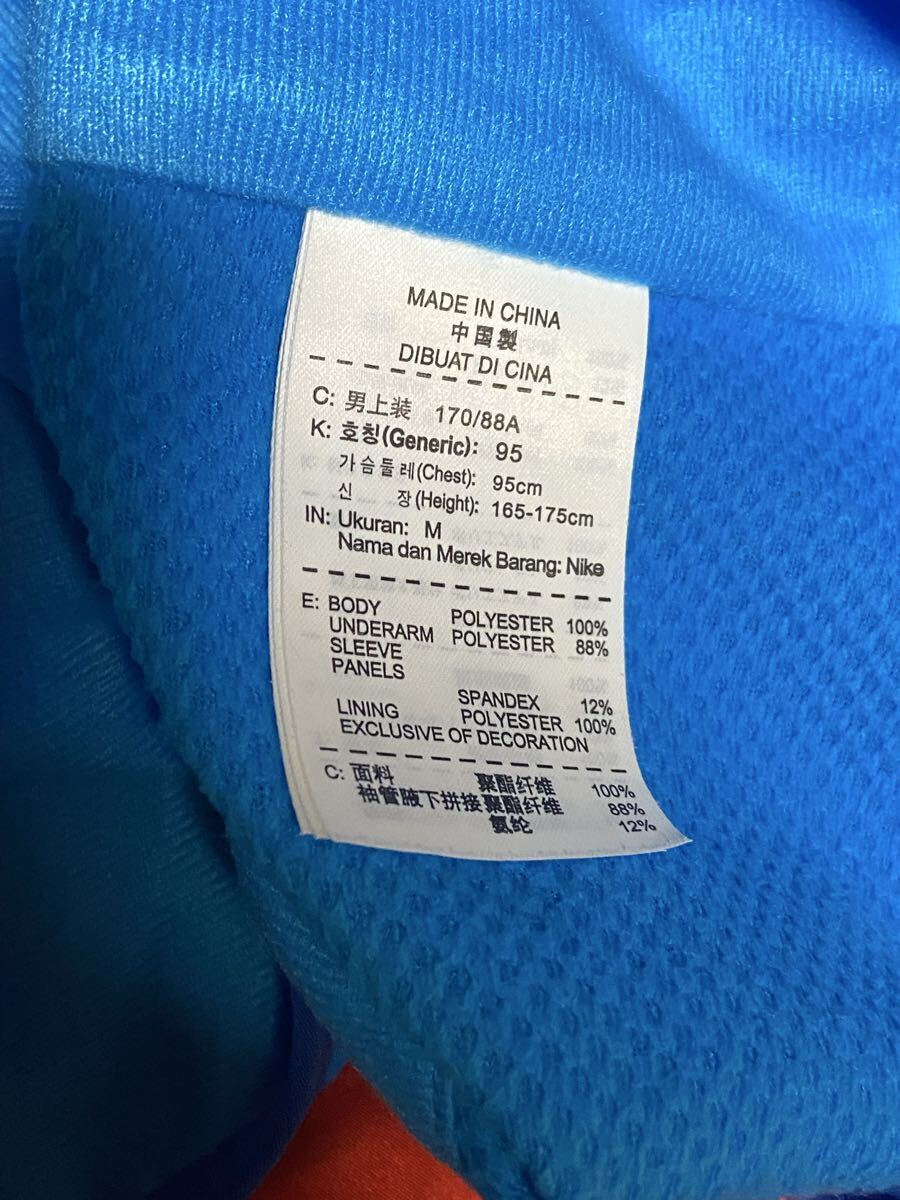 MADE IN CHINA
中国製
DIBUAT DI CINA
C: 男上装 170/88A
K: 호칭(Generic): 95
가슴둘레(Chest): 95cm
신 장(Height): 165-175cm
IN: Ukuran: M
Nama dan Merek Barang: Nike
E: BODY POLYESTER 100%
UNDERARM POLYESTER 88%
SLEEVE
PANELS
SPANDEX 12%
LINING POLYESTER 100%
EXCLUSIVE OF DECORATION
C: 面料 聚酯纤维 100%
袖管腋下拼接聚酯纤维 88%
氨纶 12%